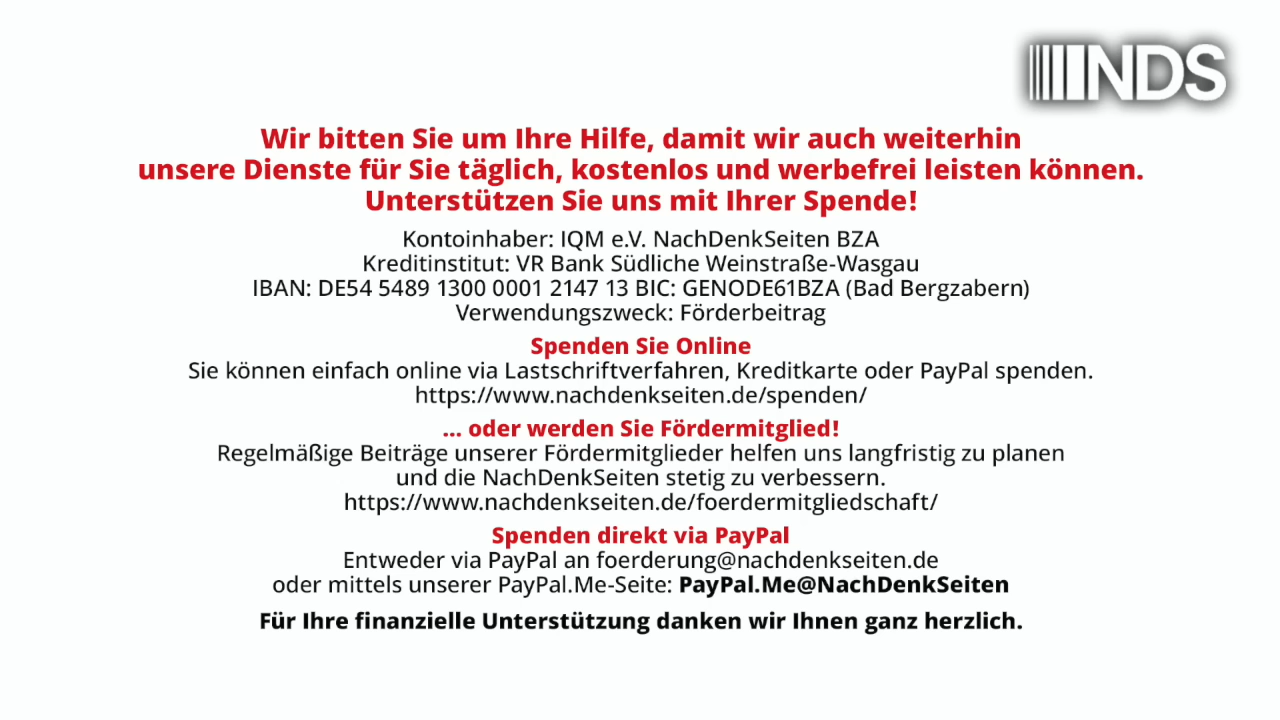 NDS
Wir bitten Sie um Ihre Hilfe, damit wir auch weiterhin
unsere Dienste für Sie täglich, kostenlos und werbefrei leisten können.
Unterstützen Sie uns mit Ihrer Spende!
Kontoinhaber: IQM e.V. NachDenkSeiten BZA
Kreditinstitut: VR Bank Südliche Weinstraße-Wasgau
IBAN: DE54 5489 1300 0001 2147 13 BIC: GENODE61BZA (Bad Bergzabern)
Verwendungszweck: Förderbeitrag
Spenden Sie Online
Sie können einfach online via Lastschriftverfahren, Kreditkarte oder PayPal spenden.
https://www.nachdenkseiten.de/spenden/
... oder werden Sie Fördermitglied!
Regelmäßige Beiträge unserer Fördermitglieder helfen uns langfristig zu planen
und die NachDenkSeiten stetig zu verbessern.
https://www.nachdenkseiten.de/foerdermitgliedschaft/
Spenden direkt via PayPal
Entweder via PayPal an foerderung@nachdenkseiten.de
oder mittels unserer PayPal.Me-Seite: PayPal.Me@NachDenkSeiten
Für Ihre finanzielle Unterstützung danken wir Ihnen ganz herzlich.